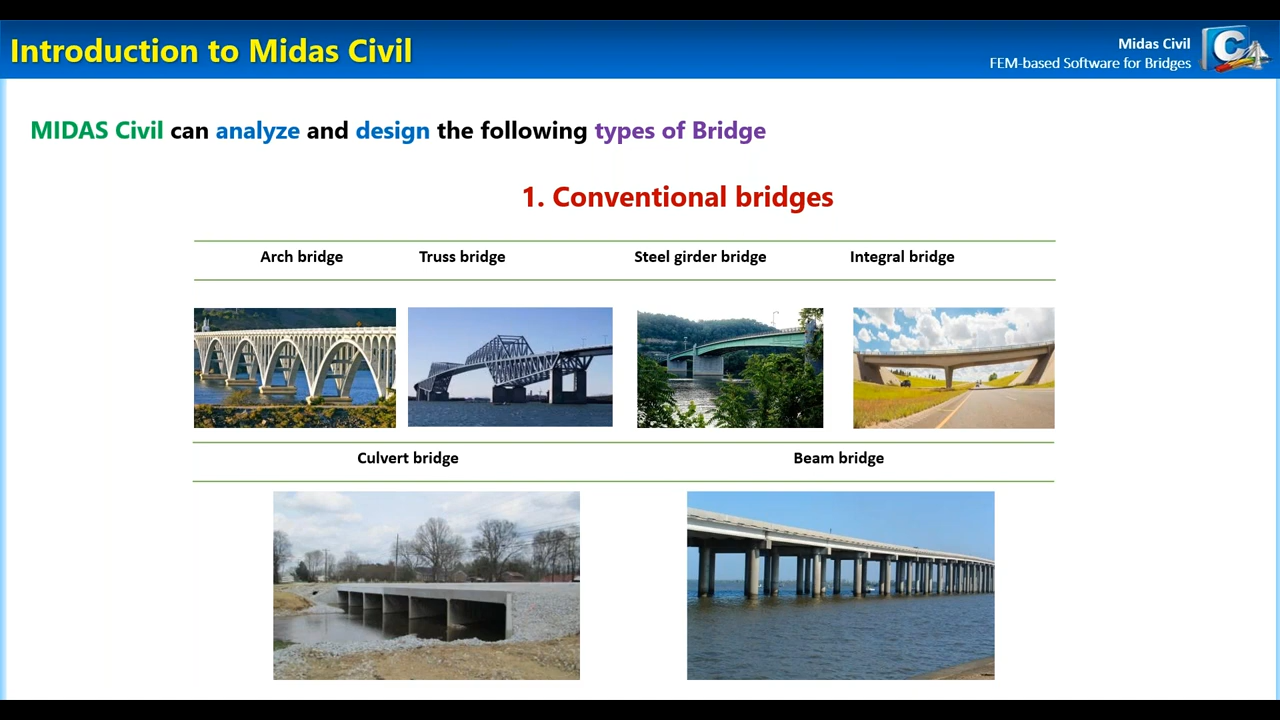 Introduction to Midas Civil
Midas Civil
FEM-based Software for Bridges
MIDAS Civil can analyze and design the following types of Bridge
1. Conventional bridges
Arch bridge
Truss bridge
Steel girder bridge
Integral bridge
Culvert bridge
Beam bridge